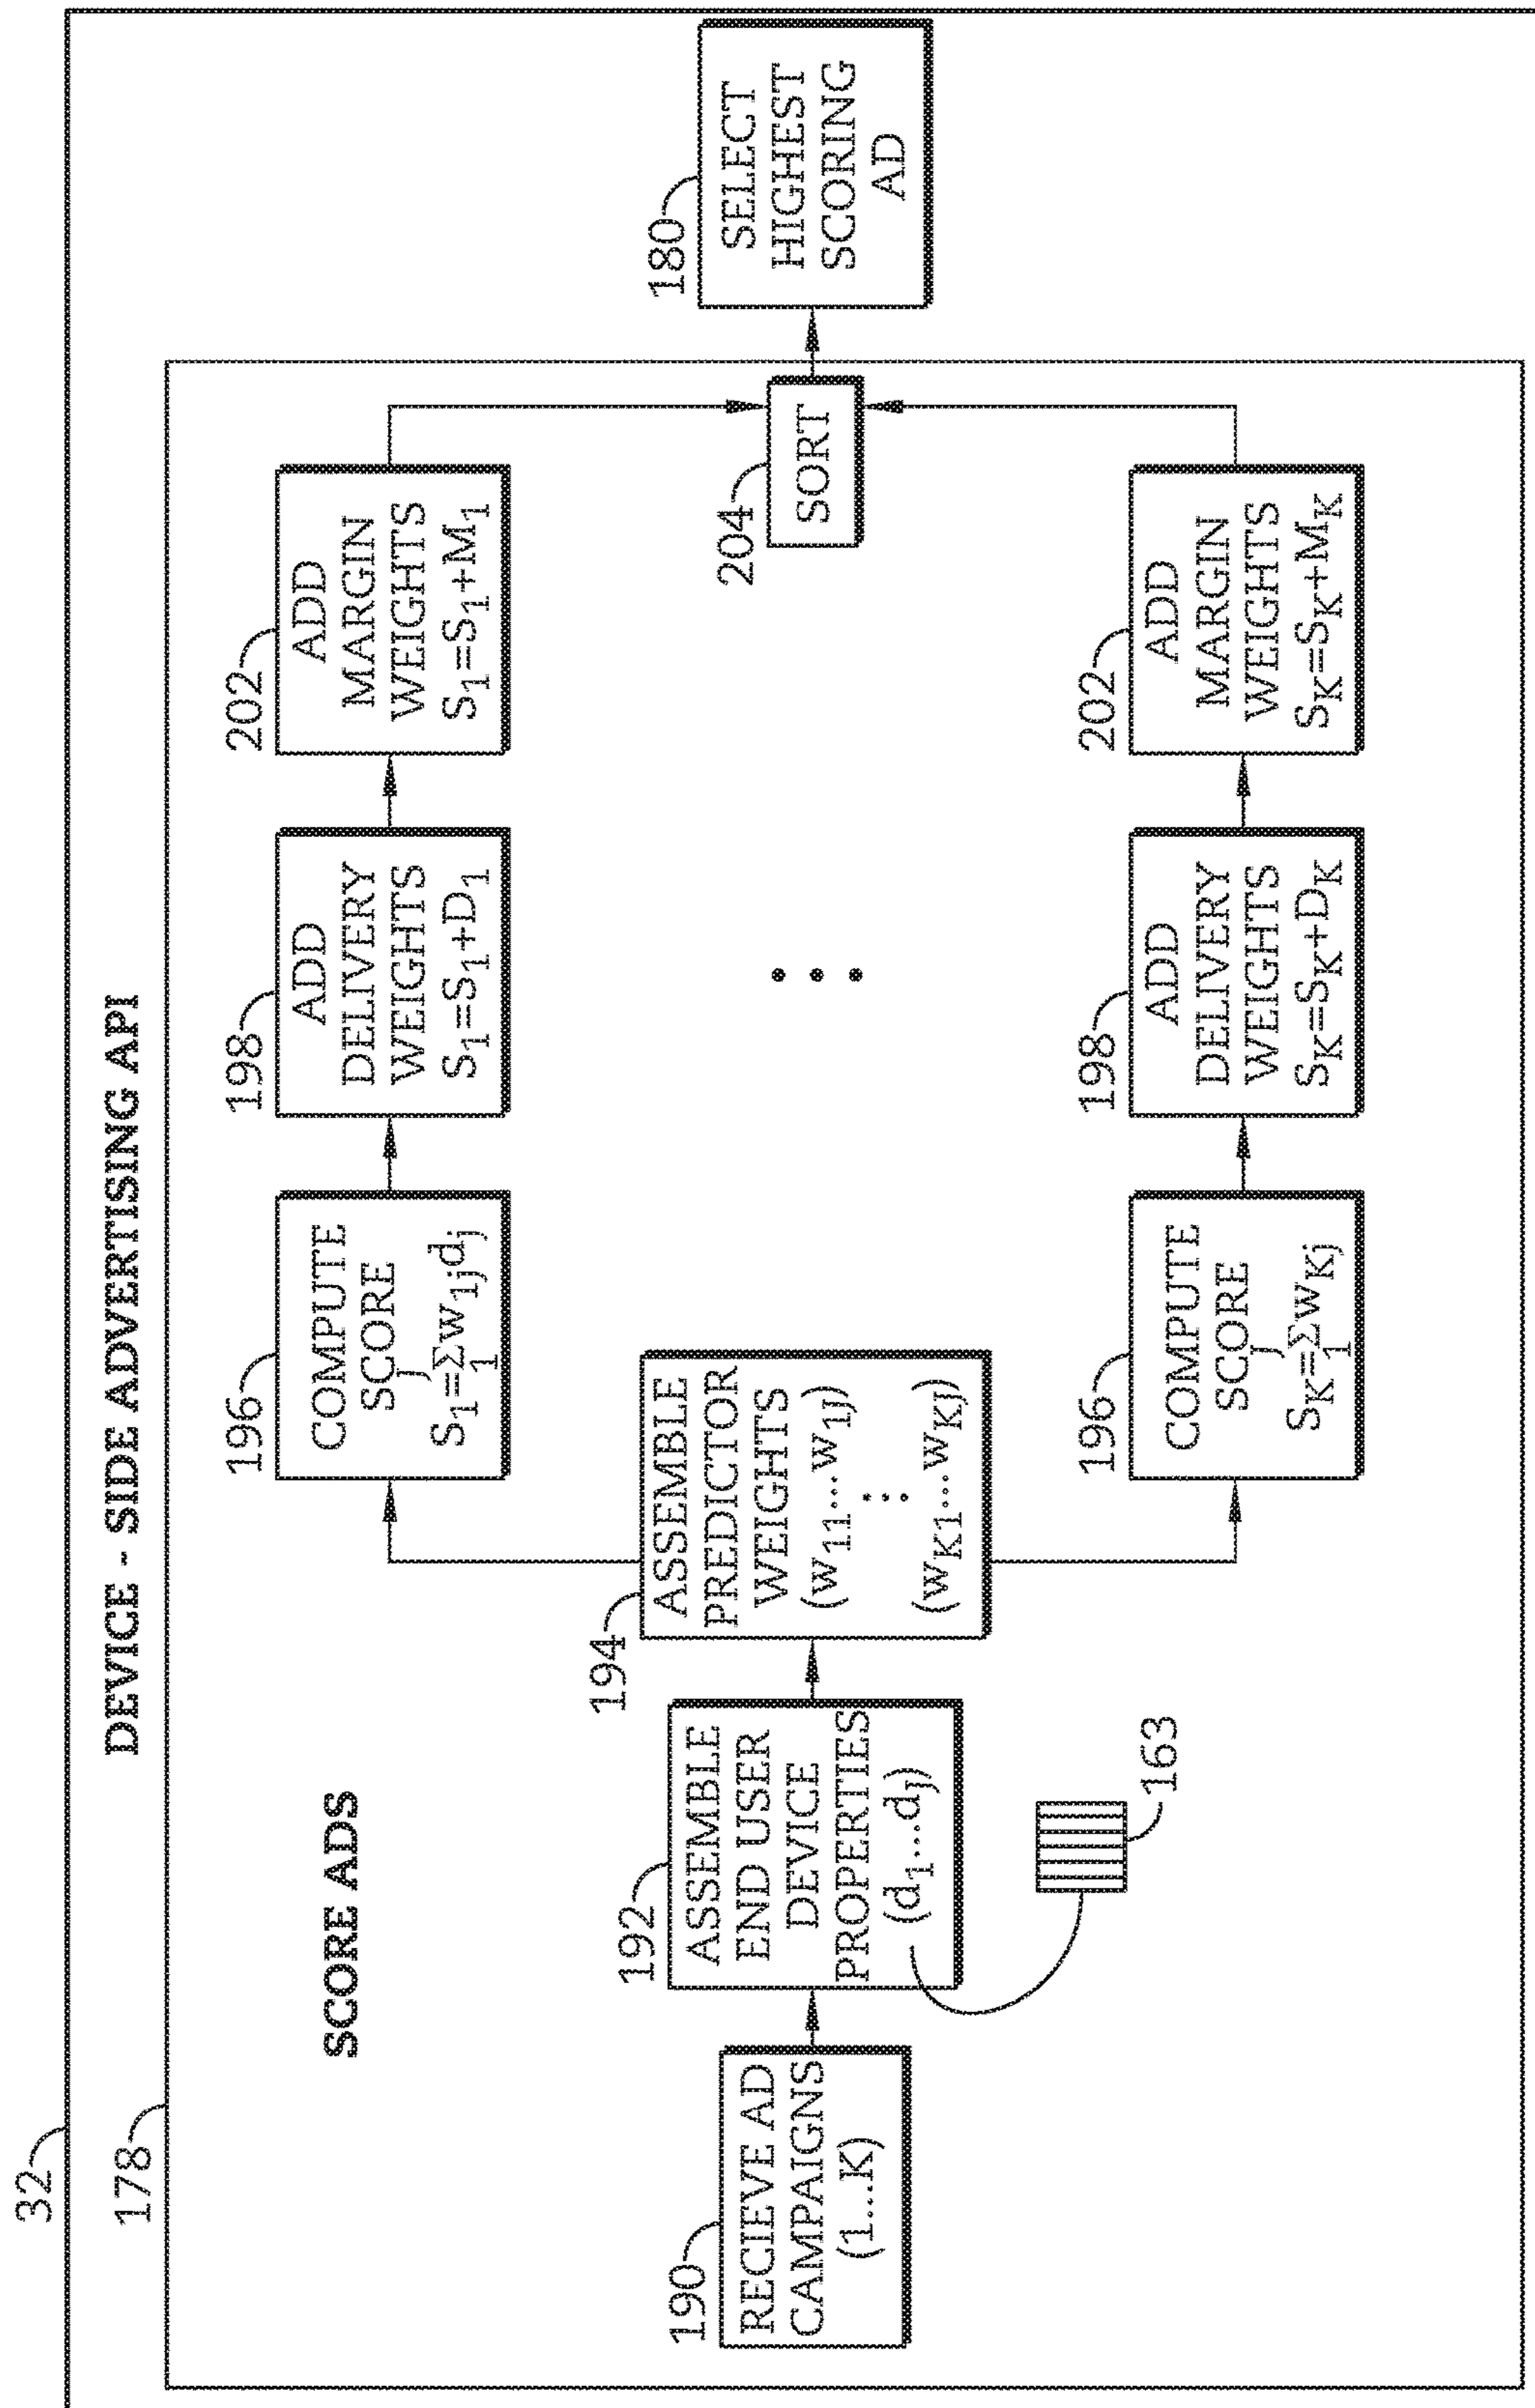 32
DEVICE - SIDE ADVERTISING API
178
SCORE ADS
190
RECIEVE AD
CAMPAIGNS
(1...K)
192
ASSEMBLE
END USER
DEVICE
PROPERTIES
(d1...dJ)
163
194
ASSEMBLE
PREDICTOR
WEIGHTS
(w11...w1J)
⋮
(wK1...wKJ)
196
COMPUTE
SCORE
J
S1=Σw1jdj
1
198
ADD
DELIVERY
WEIGHTS
S1=S1+D1
202
ADD
MARGIN
WEIGHTS
S1=S1+M1
• • •
196
COMPUTE
SCORE
J
SK=ΣwKj
1
198
ADD
DELIVERY
WEIGHTS
SK=SK+DK
202
ADD
MARGIN
WEIGHTS
SK=SK+MK
204
SORT
180
SELECT
HIGHEST
SCORING
AD